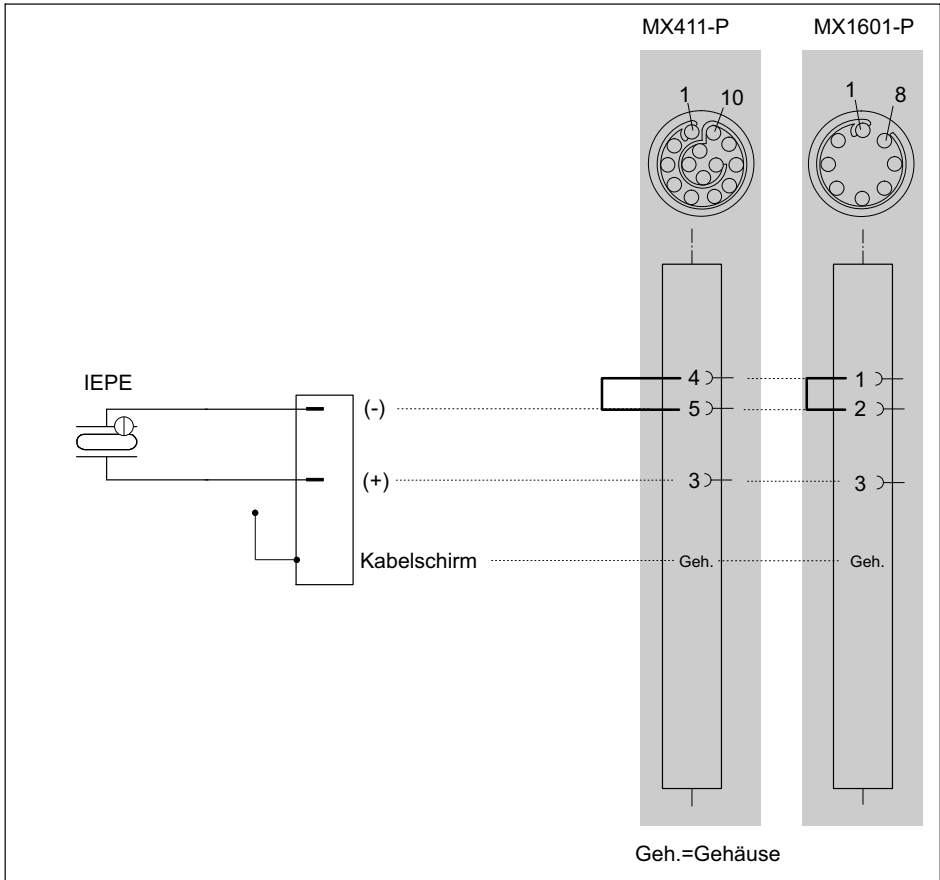 MX411-P MX1601-P
1 10 1 8
IEPE
4 1
(-) 5 2
(+) 3 3
Kabelschirm Geh. Geh.
Geh.=Gehäuse